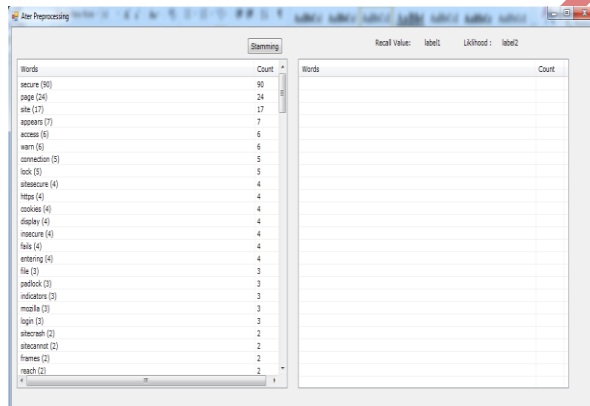 Ater Preprocessing
Stamming
Recall Value: label1 Liklihood : label2
Words Count
secure (90) 90
page (24) 24
site (17) 17
appears (7) 7
access (6) 6
warn (6) 6
connection (5) 5
lock (5) 5
sitesecure (4) 4
https (4) 4
cookies (4) 4
display (4) 4
insecure (4) 4
fails (4) 4
entering (4) 4
file (3) 3
padlock (3) 3
indicators (3) 3
mozilla (3) 3
login (3) 3
sitecrash (2) 2
sitecannot (2) 2
frames (2) 2
reach (2) 2
Words Count